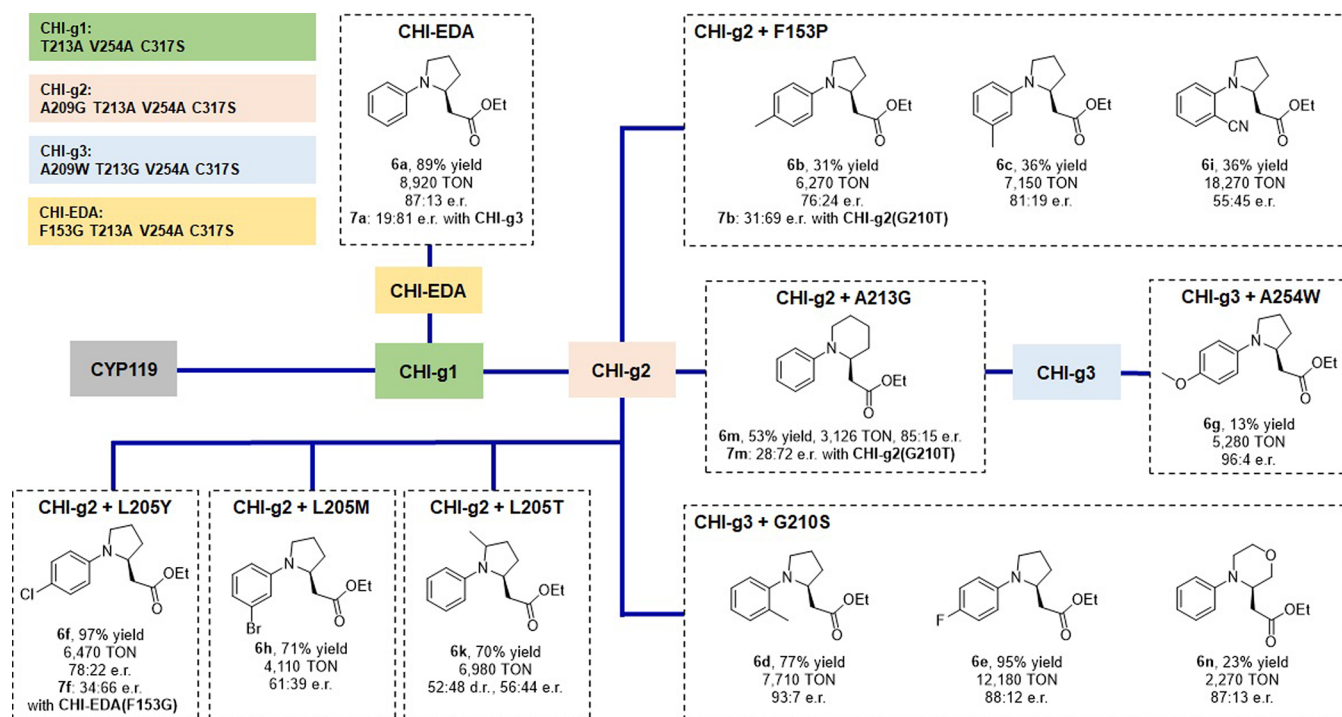 CHI-g1:
T213A V254A C317S
CHI-g2:
A209G T213A V254A C317S
CHI-g3:
A209W T213G V254A C317S
CHI-EDA:
F153G T213A V254A C317S
CHI-EDA
N
OEt
O
6a, 89% yield
8,920 TON
87:13 e.r.
7a: 19:81 e.r. with CHI-g3
CHI-g2 + F153P
N
OEt
O
6b, 31% yield
6,270 TON
76:24 e.r.
7b: 31:69 e.r. with CHI-g2(G210T)
N
OEt
O
6c, 36% yield
7,150 TON
81:19 e.r.
N
OEt
O
CN
6i, 36% yield
18,270 TON
55:45 e.r.
CHI-EDA
CYP119
CHI-g1
CHI-g2
CHI-g2 + A213G
N
OEt
O
6m, 53% yield, 3,126 TON, 85:15 e.r.
7m: 28:72 e.r. with CHI-g2(G210T)
CHI-g3
CHI-g3 + A254W
N
OEt
O
O
6g, 13% yield
5,280 TON
96:4 e.r.
CHI-g2 + L205Y
N
OEt
O
Cl
6f, 97% yield
6,470 TON
78:22 e.r.
7f: 34:66 e.r.
with CHI-EDA(F153G)
CHI-g2 + L205M
N
OEt
O
Br
6h, 71% yield
4,110 TON
61:39 e.r.
CHI-g2 + L205T
N
OEt
O
6k, 70% yield
6,980 TON
52:48 d.r., 56:44 e.r.
CHI-g3 + G210S
N
OEt
O
6d, 77% yield
7,710 TON
93:7 e.r.
N
OEt
O
F
6e, 95% yield
12,180 TON
88:12 e.r.
O
N
OEt
O
6n, 23% yield
2,270 TON
87:13 e.r.